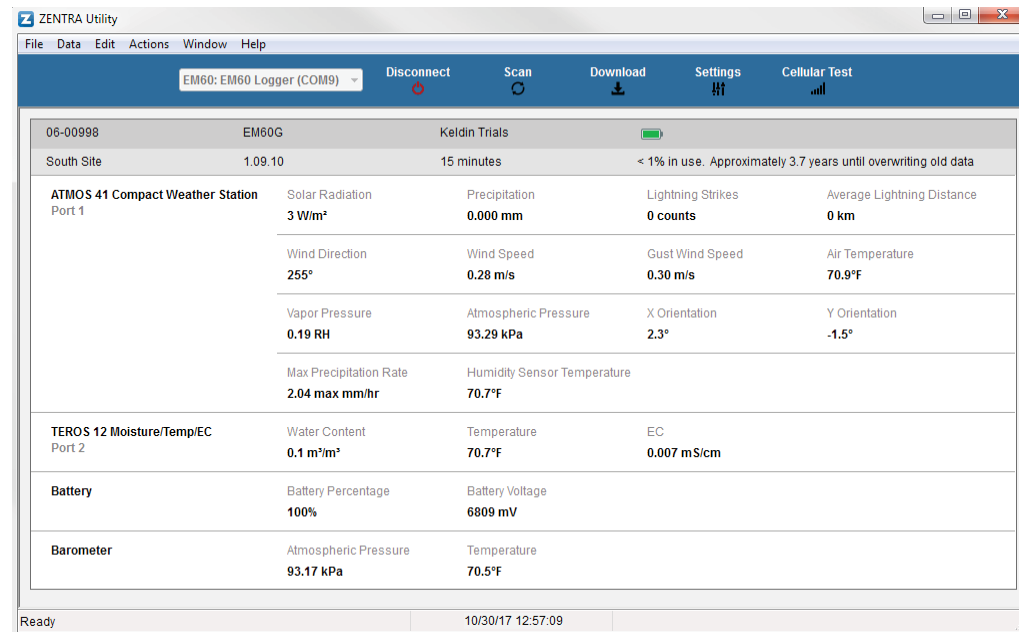 Z ZENTRA Utility
File Data Edit Actions Window Help
EM60: EM60 Logger (COM9) Disconnect Scan Download Settings Cellular Test
06-00998 EM60G Keldin Trials
South Site 1.09.10 15 minutes < 1% in use. Approximately 3.7 years until overwriting old data
ATMOS 41 Compact Weather Station Solar Radiation Precipitation Lightning Strikes Average Lightning Distance
Port 1 3 W/m² 0.000 mm 0 counts 0 km
Wind Direction Wind Speed Gust Wind Speed Air Temperature
255° 0.28 m/s 0.30 m/s 70.9°F
Vapor Pressure Atmospheric Pressure X Orientation Y Orientation
0.19 RH 93.29 kPa 2.3° -1.5°
Max Precipitation Rate Humidity Sensor Temperature
2.04 max mm/hr 70.7°F
TEROS 12 Moisture/Temp/EC Water Content Temperature EC
Port 2 0.1 m³/m³ 70.7°F 0.007 mS/cm
Battery Battery Percentage Battery Voltage
100% 6809 mV
Barometer Atmospheric Pressure Temperature
93.17 kPa 70.5°F
Ready 10/30/17 12:57:09